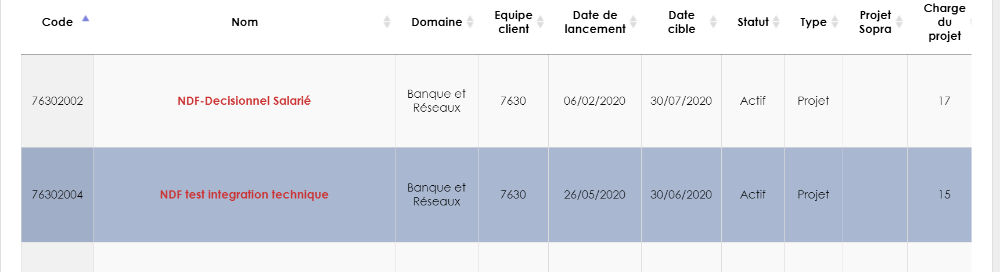 Code Nom Domaine Equipe client Date de lancement Date cible Statut Type Projet Sopra Charge du projet
76302002 NDF-Decisionnel Salarié Banque et Réseaux 7630 06/02/2020 30/07/2020 Actif Projet 17
76302004 NDF test integration technique Banque et Réseaux 7630 26/05/2020 30/06/2020 Actif Projet 15